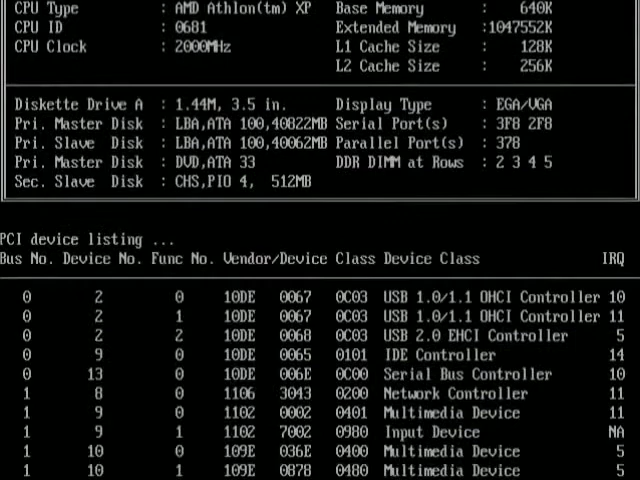 CPU Type : AMD Athlon(tm) XP Base Memory : 640K
CPU ID : 0681 Extended Memory :1047552K
CPU Clock : 2000MHz L1 Cache Size : 128K
L2 Cache Size : 256K
Diskette Drive A : 1.44M, 3.5 in. Display Type : EGA/VGA
Pri. Master Disk : LBA,ATA 100,40822MB Serial Port(s) : 3F8 2F8
Pri. Slave Disk : LBA,ATA 100,40062MB Parallel Port(s) : 378
Pri. Master Disk : DVD,ATA 33 DDR DIMM at Rows : 2 3 4 5
Sec. Slave Disk : CHS,PIO 4, 512MB
PCI device listing ...
Bus No. Device No. Func No. Vendor/Device Class Device Class IRQ
0 2 0 10DE 0067 0C03 USB 1.0/1.1 OHCI Controller 10
0 2 1 10DE 0067 0C03 USB 1.0/1.1 OHCI Controller 11
0 2 2 10DE 0068 0C03 USB 2.0 EHCI Controller 5
0 9 0 10DE 0065 0101 IDE Controller 14
0 13 0 10DE 006E 0C00 Serial Bus Controller 10
1 8 0 1106 3043 0200 Network Controller 11
1 9 0 1102 0002 0401 Multimedia Device 11
1 9 1 1102 7002 0980 Input Device NA
1 10 0 109E 036E 0400 Multimedia Device 5
1 10 1 109E 0878 0480 Multimedia Device 5